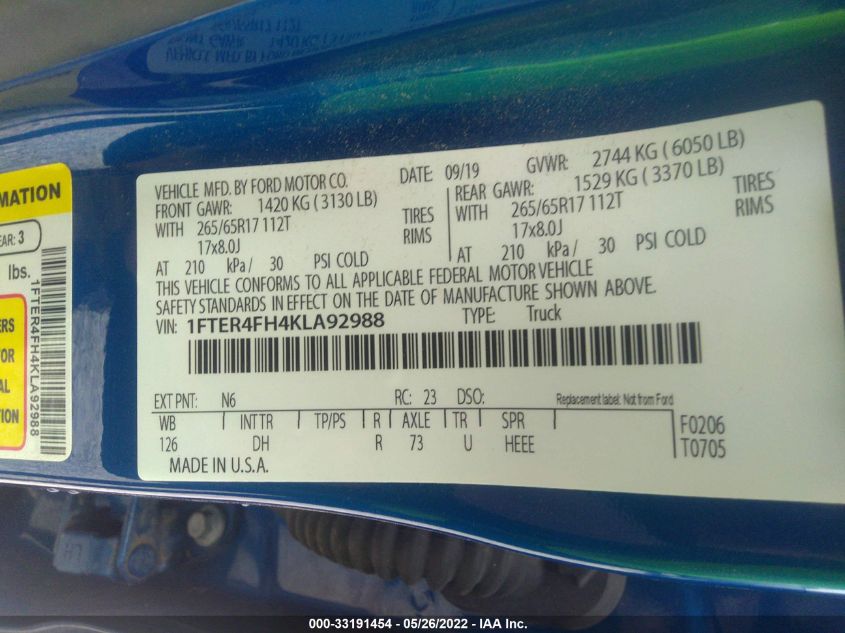 MATION
EAR: 3
lbs.
1FTER4FH4KLA92988
ERS
FOR
AL
TION
VEHICLE MFD. BY FORD MOTOR CO.
DATE: 09/19
GVWR: 2744 KG ( 6050 LB)
FRONT GAWR: 1420 KG ( 3130 LB)
REAR GAWR: 1529 KG ( 3370 LB)
WITH 265/65R17 112T TIRES
WITH 265/65R17 112T TIRES
17x8.0J RIMS
17x8.0J RIMS
AT 210 kPa/ 30 PSI COLD
AT 210 kPa/ 30 PSI COLD
THIS VEHICLE CONFORMS TO ALL APPLICABLE FEDERAL MOTOR VEHICLE
SAFETY STANDARDS IN EFFECT ON THE DATE OF MANUFACTURE SHOWN ABOVE.
VIN: 1FTER4FH4KLA92988 TYPE: Truck
EXT PNT: N6 RC: 23 DSO: Replacement label: Not from Ford
WB INT TR TP/PS R AXLE TR SPR F0206
126 DH R 73 U HEEE T0705
MADE IN U.S.A.
LH
000-33191454 - 05/26/2022 - IAA Inc.